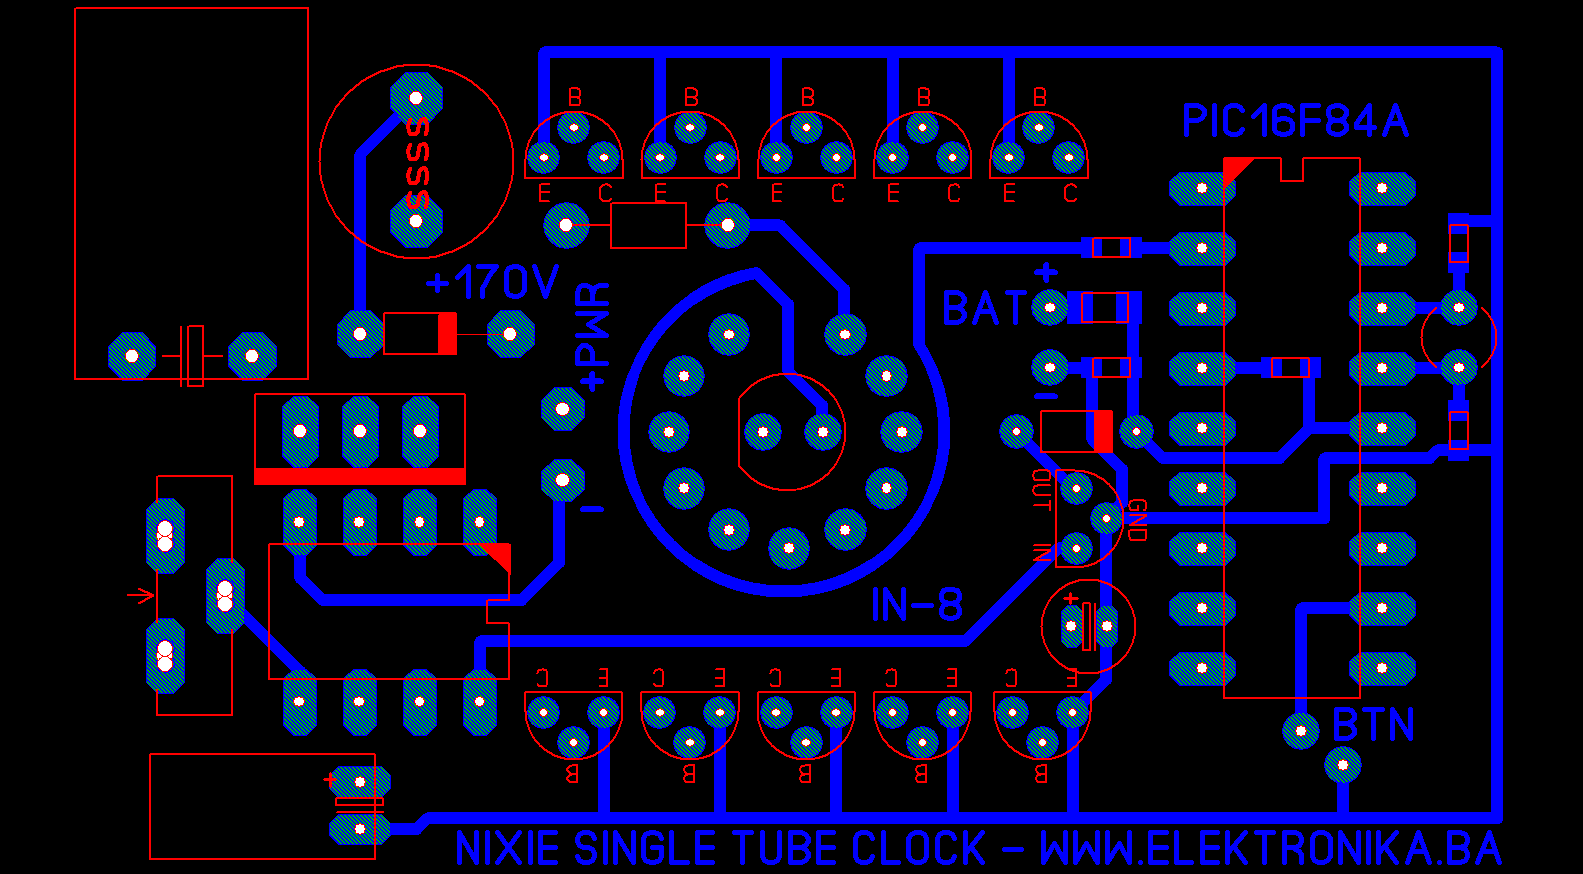 B B B B B
PIC16F84A
SSSS
E C E C E C E C E C
+170V
+
BAT
-
+PWR
-
OUT
GND
IN
IN-8
+
C E C E C E C E C E
BTN
B B B B B
+
NIXIE SINGLE TUBE CLOCK - WWW.ELEKTRONIKA.BA